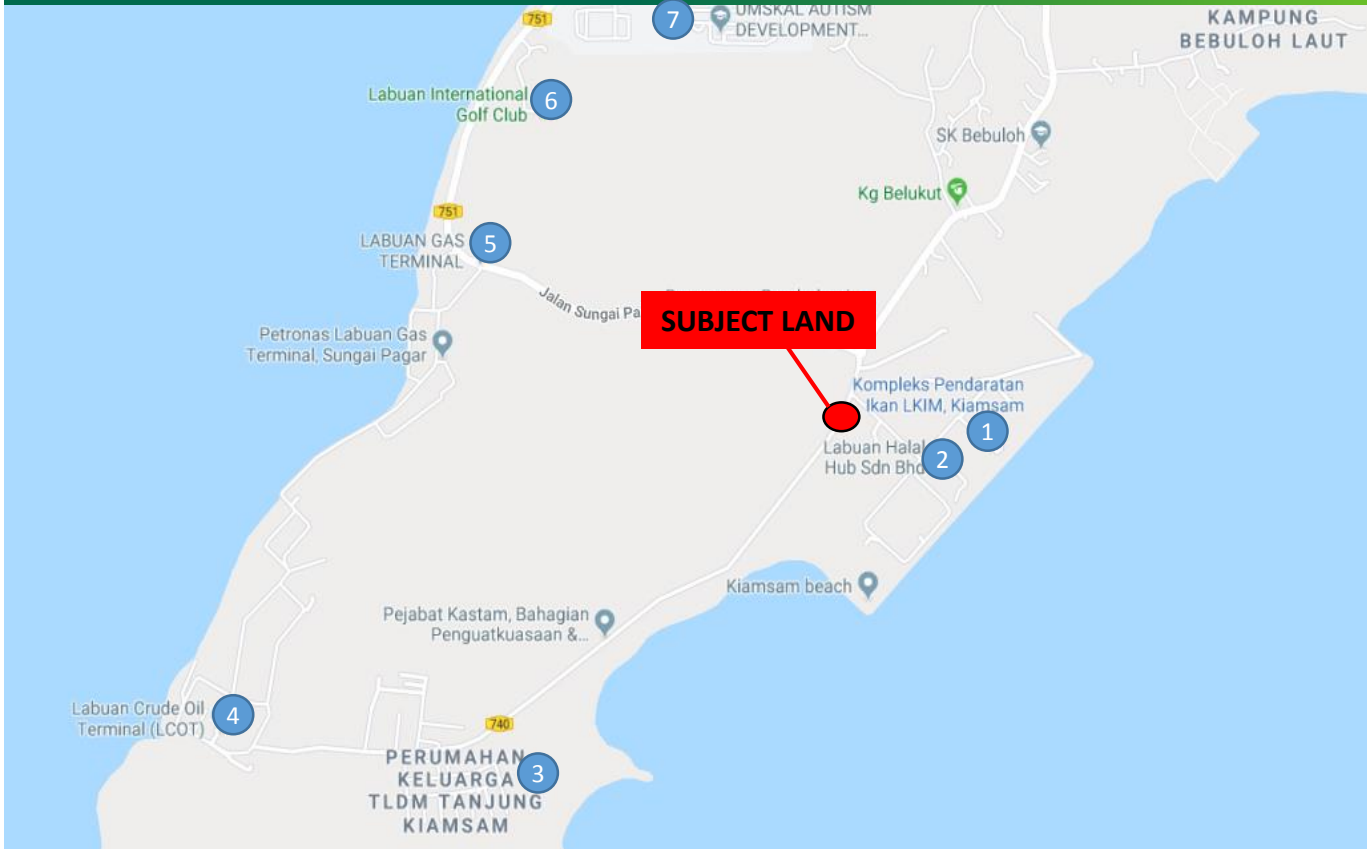 751
7
UMSKAL AUTISM
DEVELOPMENT...
KAMPUNG
BEBULOH LAUT
Labuan International
Golf Club
6
SK Bebuloh
Kg Belukut
751
LABUAN GAS
TERMINAL
5
Jalan Sungai Pa
SUBJECT LAND
Petronas Labuan Gas
Terminal, Sungai Pagar
Kompleks Pendaratan
Ikan LKIM, Kiamsam
1
Labuan Halal
Hub Sdn Bhd
2
Kiamsam beach
Pejabat Kastam, Bahagian
Penguatkuasaan &...
Labuan Crude Oil
Terminal (LCOT)
4
740
PERUMAHAN
KELUARGA
TLDM TANJUNG
KIAMSAM
3